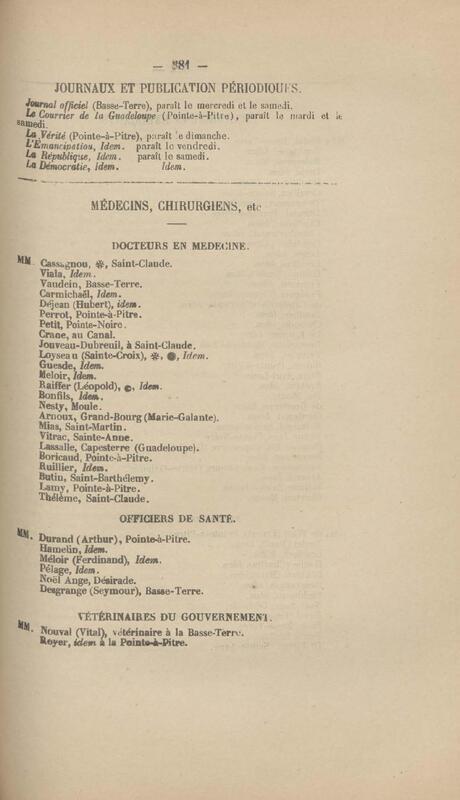 — 381 —
JOURNAUX ET PUBLICATION PÉRIODIQUES.
Journal officiel (Basse-Terre), paraît le mercredi et le samedi.
Le Courrier de la Guadeloupe (Pointe-à-Pitre), paraît le mardi et le
samedi.
La Vérité (Pointe-à-Pitre), paraît le dimanche.
L'Emancipation, Idem. paraît le vendredi.
La République, Idem. paraît le samedi.
La Démocratie, idem. Idem.
MÉDECINS, CHIRURGIENS, etc
DOCTEURS EN MEDECINE.
MM. Cassagnou, ※, Saint-Claude.
Viala, Idem.
Vaudein, Basse-Terre.
Carmichaël, Idem.
Déjean (Hubert), idem.
Perrot, Pointe-à-Pitre.
Petit, Pointe-Noire.
Crane, au Canal.
Jouveau-Dubreuil, à Saint-Claude.
Loyseau (Sainte-Croix), ※, ●, Idem.
Guesde, Idem.
Meloir, Idem.
Raiffer (Léopold), Idem.
Bonfils, Idem.
Nesty, Moule.
Arnoux, Grand-Bourg (Marie-Galante).
Mias, Saint-Martin.
Vitrac, Sainte-Anne.
Lassalle, Capesterre (Guadeloupe).
Boricaud, Pointe-à-Pitre.
Ruillier, Idem.
Butin, Saint-Barthélemy.
Lamy, Pointe-à-Pitre.
Thélème, Saint-Claude.
OFFICIERS DE SANTÉ.
MM. Durand (Arthur), Pointe-à-Pitre.
Hamelin, Idem.
Méloir (Ferdinand), Idem.
Pélage, Idem.
Noël Ange, Désirade.
Desgrange (Seymour), Basse-Terre.
VÉTÉRINAIRES DU GOUVERNEMENT.
MM. Nouval (Vital), vétérinaire à la Basse-Terre.
Royer, idem à la Pointe-à-Pitre.